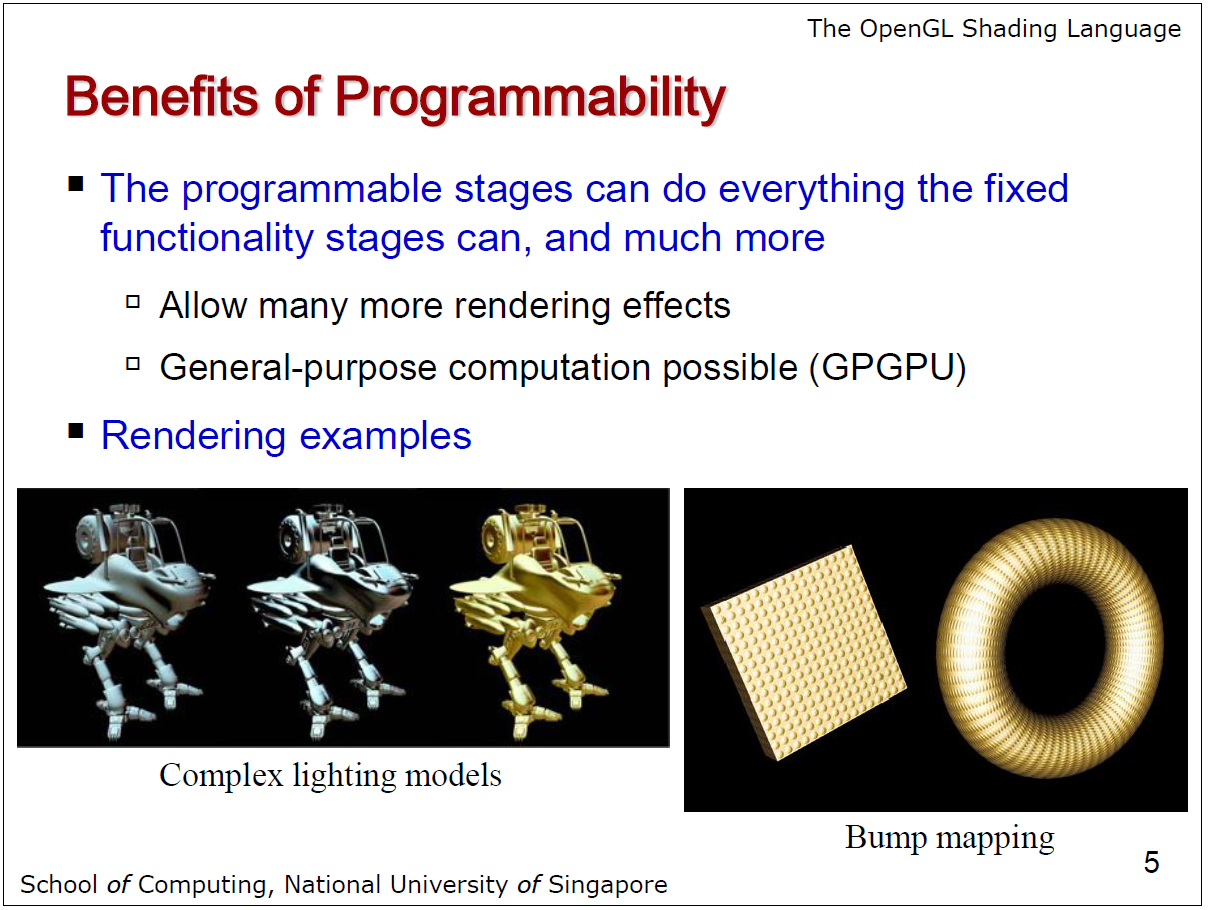 The OpenGL Shading Language
Benefits of Programmability
The programmable stages can do everything the fixed
functionality stages can, and much more
Allow many more rendering effects
General-purpose computation possible (GPGPU)
Rendering examples
Complex lighting models
Bump mapping
5
School of Computing, National University of Singapore